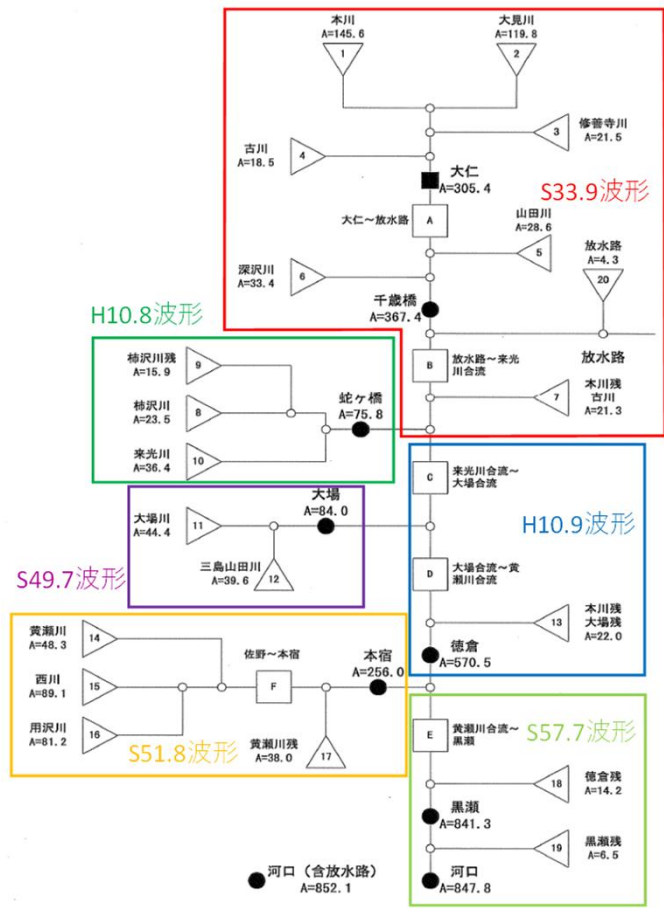 本川
A=145.6
1
大見川
A=119.8
2
修善寺川
A=21.5
3
古川
A=18.5
4
大仁
A=305.4
S33.9波形
大仁～放水路
A
山田川
A=28.6
5
放水路
A=4.3
20
深沢川
A=33.4
6
千歳橋
A=367.4
放水路
H10.8波形
B
放水路～来光
川合流
柿沢川残
A=15.9
9
木川残
古川
A=21.3
7
柿沢川
A=23.5
8
蛇ヶ橋
A=75.8
来光川
A=36.4
10
C
来光川合流～
大場合流
大場川
A=44.4
11
大場
A=84.0
H10.9波形
三島山田川
A=39.6
12
S49.7波形
D
大場合流～黄
瀬川合流
本川残
大場残
A=22.0
13
徳倉
A=570.5
黄瀬川
A=48.3
14
佐野～本宿
F
本宿
A=256.0
西川
A=89.1
15
用沢川
A=81.2
16
黄瀬川残
A=38.0
17
S51.8波形
E
黄瀬川合流～
黒瀬
S57.7波形
徳倉残
A=14.2
18
黒瀬
A=841.3
黒瀬残
A=6.5
19
河口（含放水路）
A=852.1
河口
A=847.8